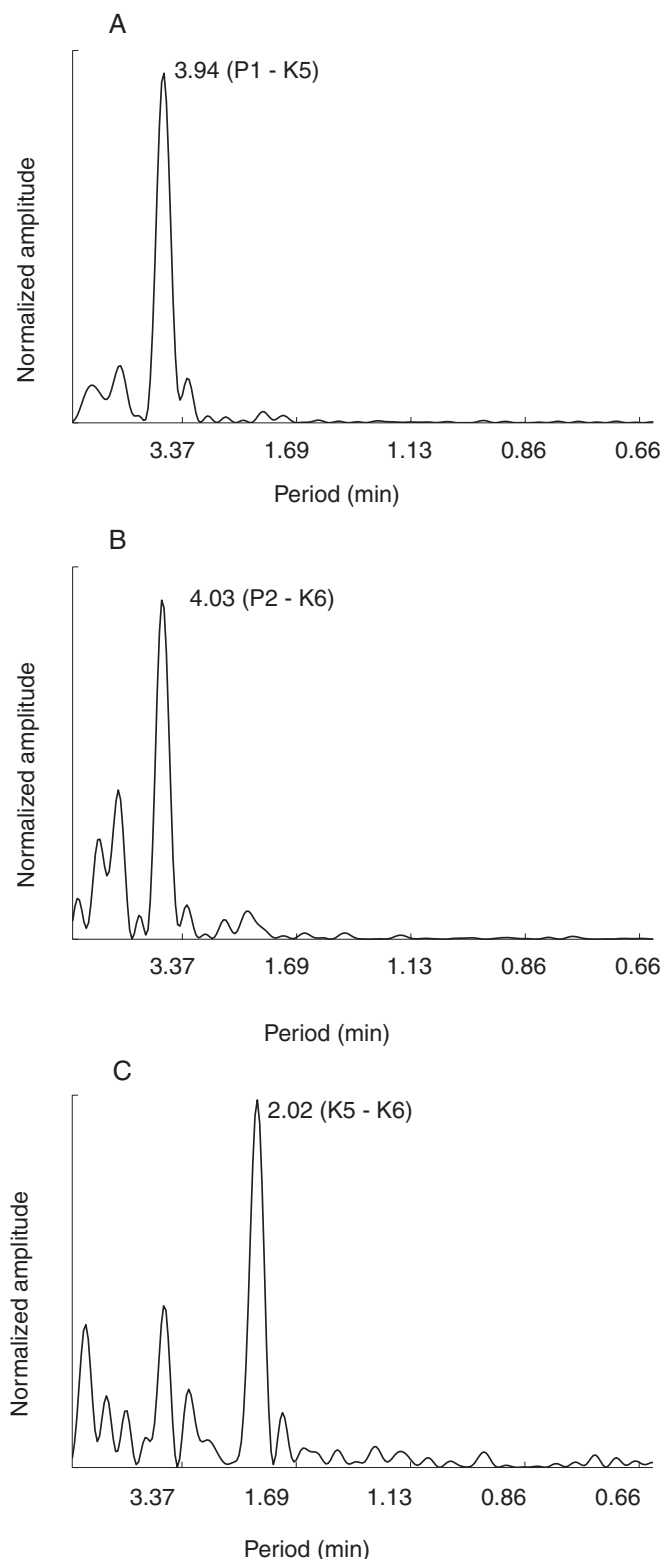 A
3.94 (P1 - K5)
Normalized amplitude
3.37 1.69 1.13 0.86 0.66
Period (min)
B
4.03 (P2 - K6)
Normalized amplitude
3.37 1.69 1.13 0.86 0.66
Period (min)
C
2.02 (K5 - K6)
Normalized amplitude
3.37 1.69 1.13 0.86 0.66
Period (min)